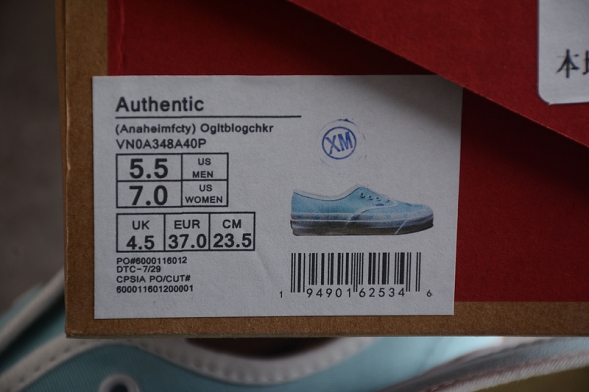 Authentic
(Anaheimfcty) Ogltblogchkr
VN0A348A40P
5.5 US MEN
7.0 US WOMEN
UK EUR CM
4.5 37.0 23.5
PO#6000116012
DTC-7/29
CPSIA PO/CUT#
600011601200001
XM
1 94901 62534 6
本